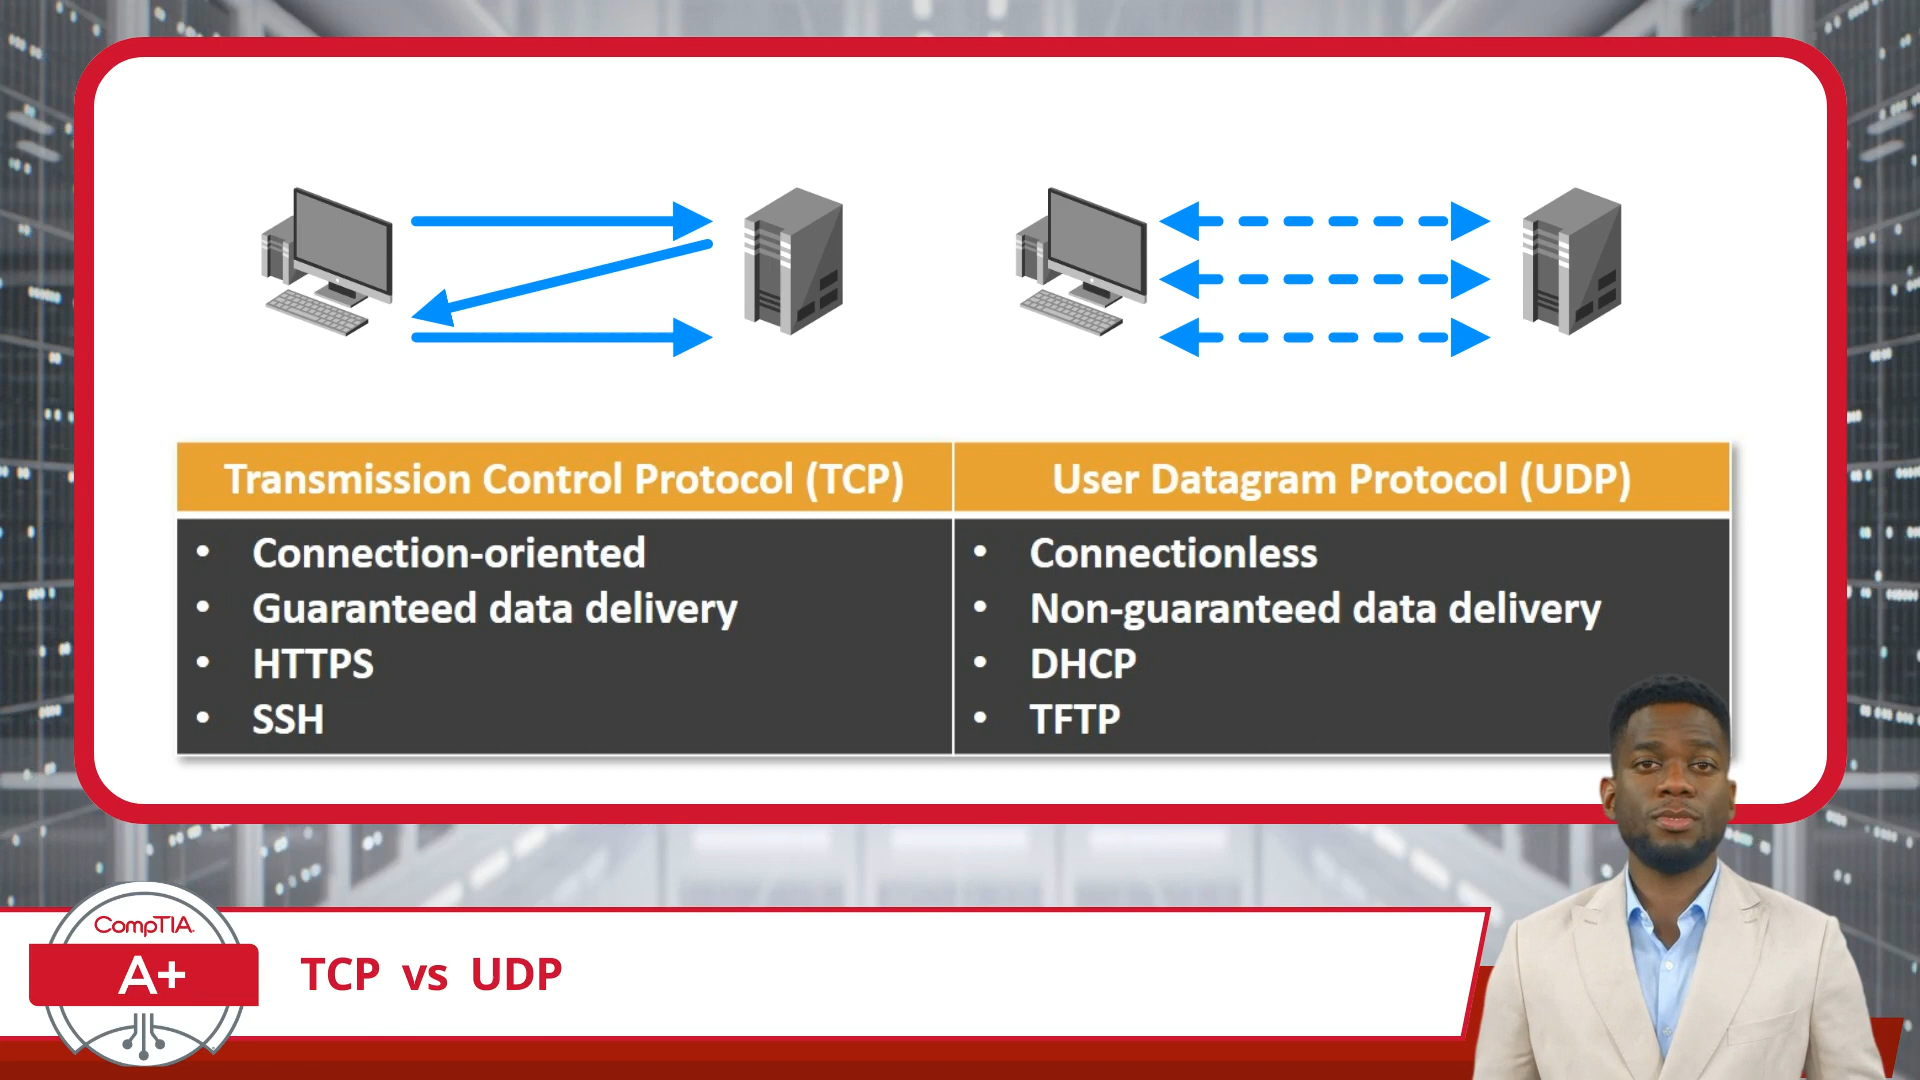 Transmission Control Protocol (TCP)
User Datagram Protocol (UDP)
• Connection-oriented
• Guaranteed data delivery
• HTTPS
• SSH
• Connectionless
• Non-guaranteed data delivery
• DHCP
• TFTP
CompTIA.
A+
TCP vs UDP